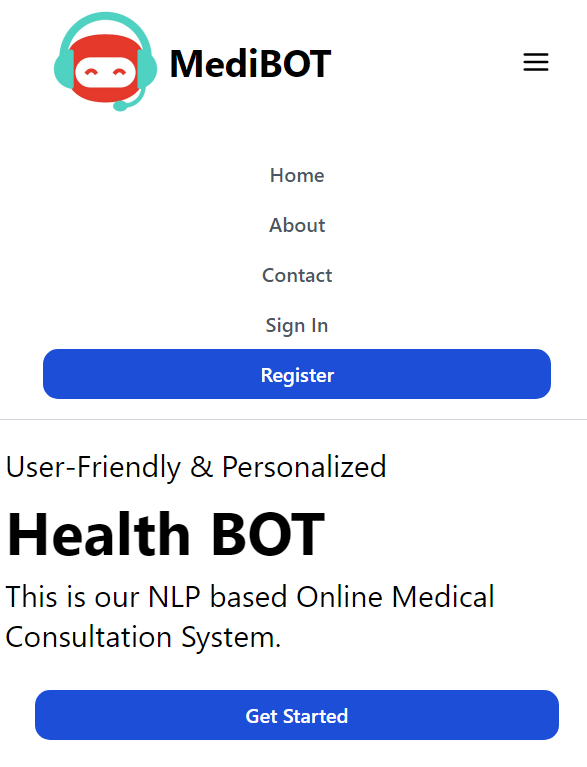 MediBOT
Home
About
Contact
Sign In
Register
User-Friendly & Personalized
Health BOT
This is our NLP based Online Medical
Consultation System.
Get Started